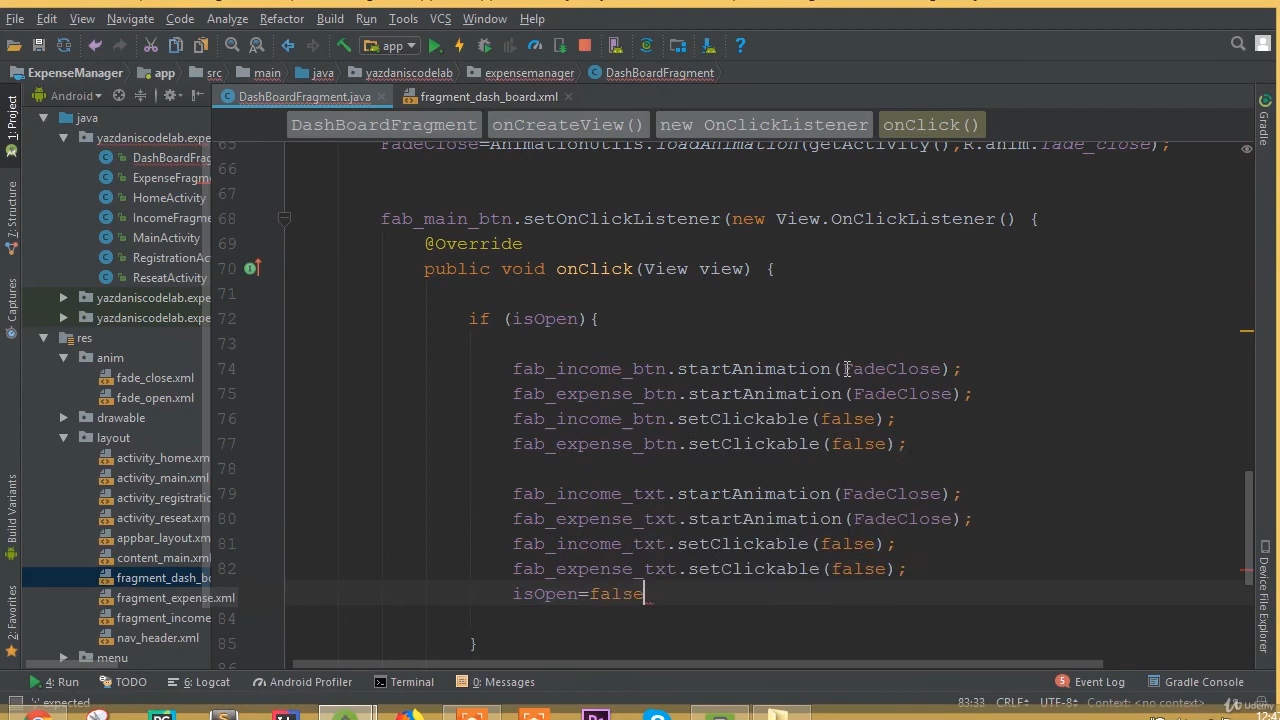 File Edit View Navigate Code Analyze Refactor Build Run Tools VCS Window Help
app
ExpenseManager app src main java yazdaniscodelab expensemanager DashBoardFragment
Android
DashBoardFragment.java fragment_dash_board.xml
DashBoardFragment onCreateView() new OnClickListener onClick()
1: Project
7: Structure
Captures
Build Variants
2: Favorites
java
yazdaniscodelab.expe
DashBoardFrag
ExpenseFragm
HomeActivity
IncomeFragme
MainActivity
RegistrationAc
ReseatActivity
yazdaniscodelab.expe
yazdaniscodelab.expe
res
anim
fade_close.xml
fade_open.xml
drawable
layout
activity_home.xml
activity_main.xml
activity_registratio
activity_reseat.xm
appbar_layout.xm
content_main.xml
fragment_dash_bo
fragment_expense.xml
fragment_income
nav_header.xml
menu
65 FadeClose=AnimationUtils.loadAnimation(getActivity(),R.anim.fade_close);
66
67
68 fab_main_btn.setOnClickListener(new View.OnClickListener() {
69 @Override
70 public void onClick(View view) {
71
72 if (isOpen){
73
74 fab_income_btn.startAnimation(FadeClose);
75 fab_expense_btn.startAnimation(FadeClose);
76 fab_income_btn.setClickable(false);
77 fab_expense_btn.setClickable(false);
78
79 fab_income_txt.startAnimation(FadeClose);
80 fab_expense_txt.startAnimation(FadeClose);
81 fab_income_txt.setClickable(false);
82 fab_expense_txt.setClickable(false);
isOpen=false
84
85 }
86
Gradle
Device File Explorer
4: Run TODO 6: Logcat Android Profiler Terminal 0: Messages 5 Event Log Gradle Console
';' expected 83:33 CRLF÷ UTF-8÷ Context: <no context>
Udemy